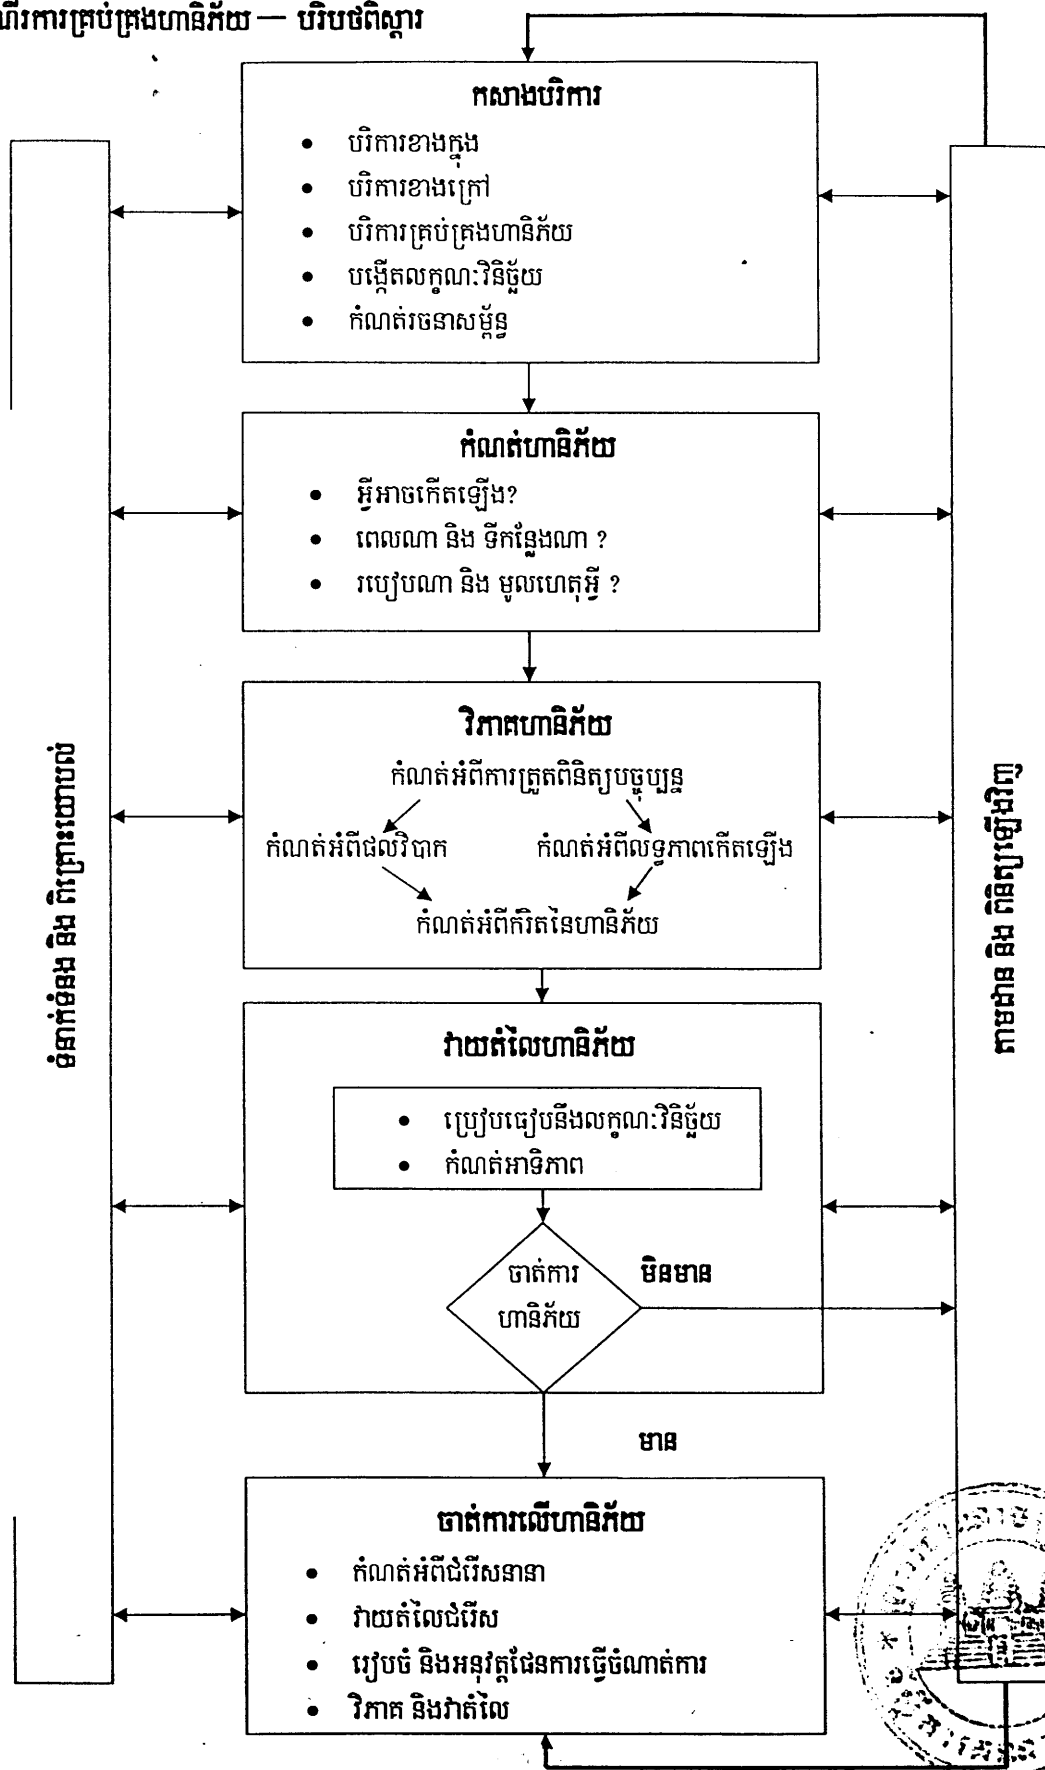 ការគ្រប់គ្រងហានិភ័យ — បរិបថពិស្តារ
កសាងបរិការ
• បរិការខាងក្នុង
• បរិការខាងក្រៅ
• បរិការគ្រប់គ្រងហានិភ័យ
• បង្កើតលក្ខណៈវិនិច្ឆ័យ
• កំណត់រចនាសម្ព័ន្ធ
កំណត់ហានិភ័យ
• អ្វីអាចកើតឡើង?
• ពេលណា និង ទីកន្លែងណា ?
• របៀបណា និង មូលហេតុអ្វី ?
វិភាគហានិភ័យ
កំណត់អំពីការត្រួតពិនិត្យបច្ចុប្បន្ន
កំណត់អំពីផលវិបាក
កំណត់អំពីលទ្ធភាពកើតឡើង
កំណត់អំពីកំរិតនៃហានិភ័យ
ទំនាក់ទំនង និង ពិគ្រោះយោបល់
តាមដាន និង ពិនិត្យឡើងវិញ
វាយតំលៃហានិភ័យ
• ប្រៀបធៀបនឹងលក្ខណៈវិនិច្ឆ័យ
• កំណត់អាទិភាព
ចាត់ការ
ហានិភ័យ
មិនមាន
មាន
ចាត់ការលើហានិភ័យ
• កំណត់អំពីជំរើសនានា
• វាយតំលៃជំរើស
• រៀបចំ និងអនុវត្តផែនការធ្វើចំណាត់ការ
• វិភាគ និងវាតំលៃ